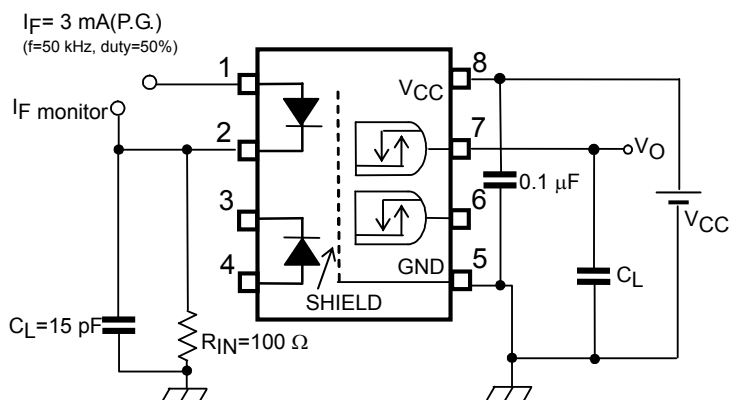 IF= 3 mA(P.G.)
(f=50 kHz, duty=50%)
1
8
VCC
IF monitor
2
7
VO
0.1 μF
3
6
VCC
4
GND
5
SHIELD
CL
CL=15 pF
RIN=100 Ω